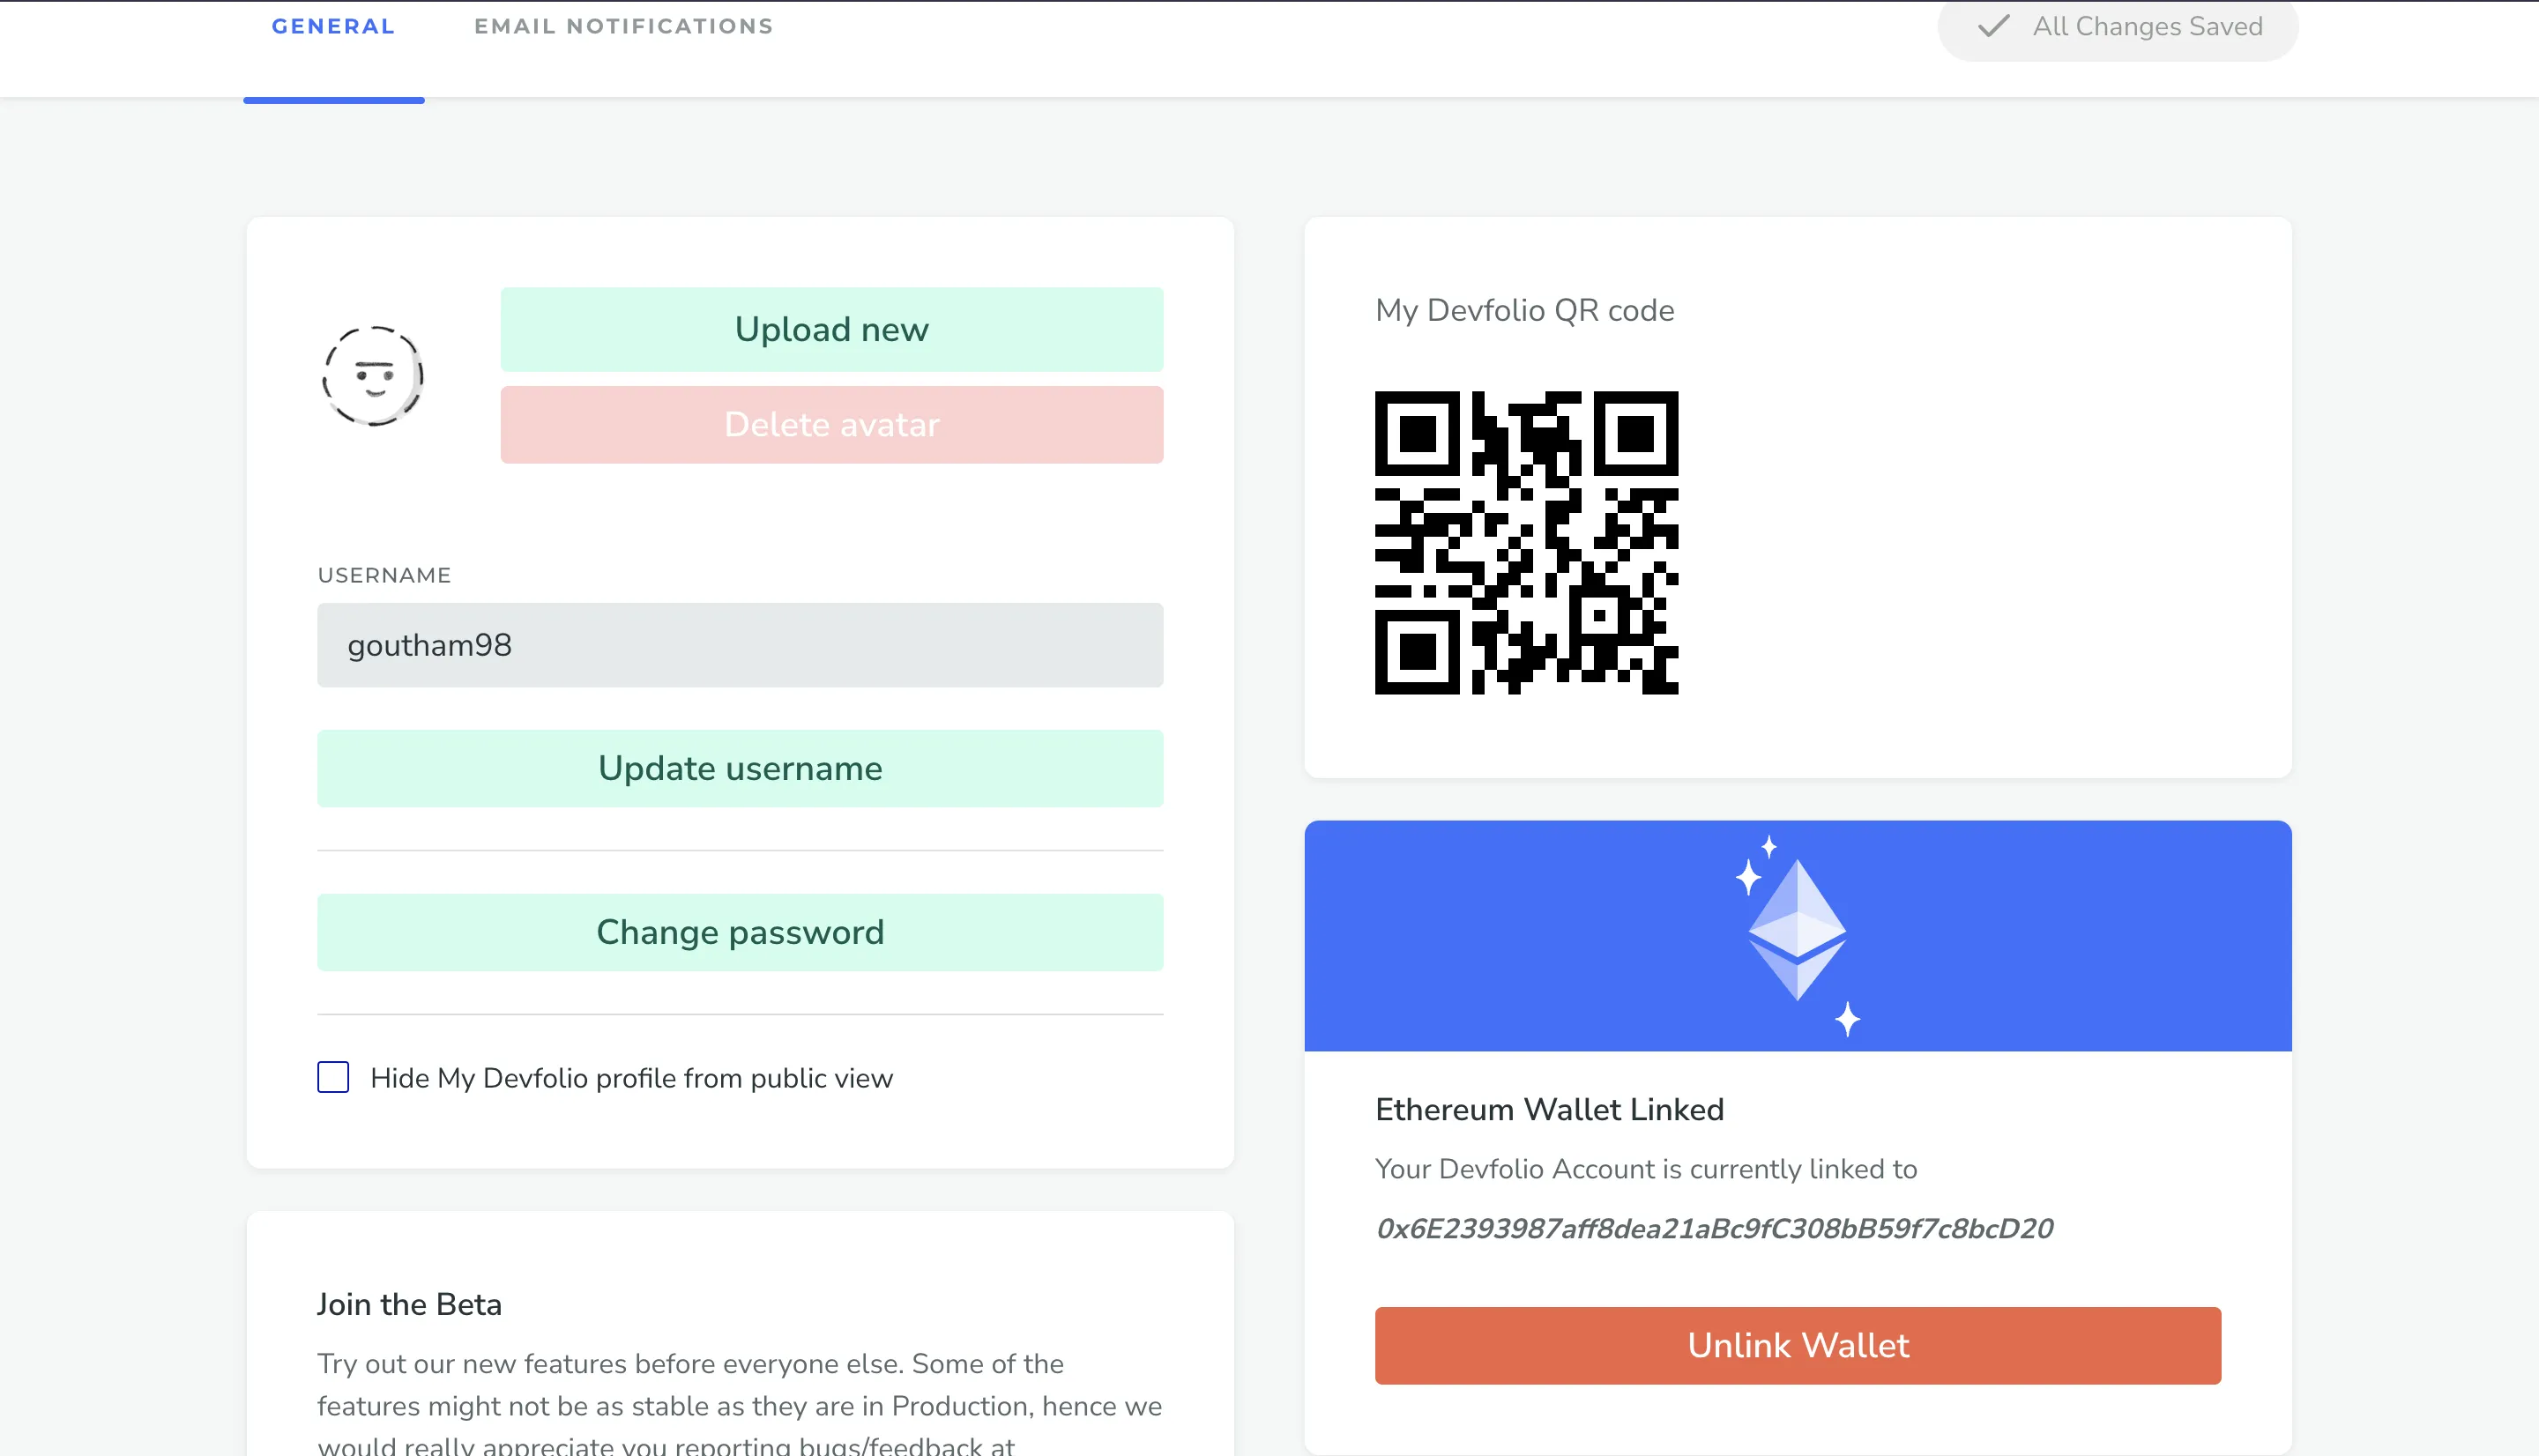 GENERAL
EMAIL NOTIFICATIONS
All Changes Saved
Upload new
Delete avatar
USERNAME
goutham98
Update username
Change password
Hide My Devfolio profile from public view
Join the Beta
Try out our new features before everyone else. Some of the
features might not be as stable as they are in Production, hence we
would really appreciate you reporting bugs/feedback at
My Devfolio QR code
Ethereum Wallet Linked
Your Devfolio Account is currently linked to
0x6E2393987aff8dea21aBc9fC308bB59f7c8bcD20
Unlink Wallet